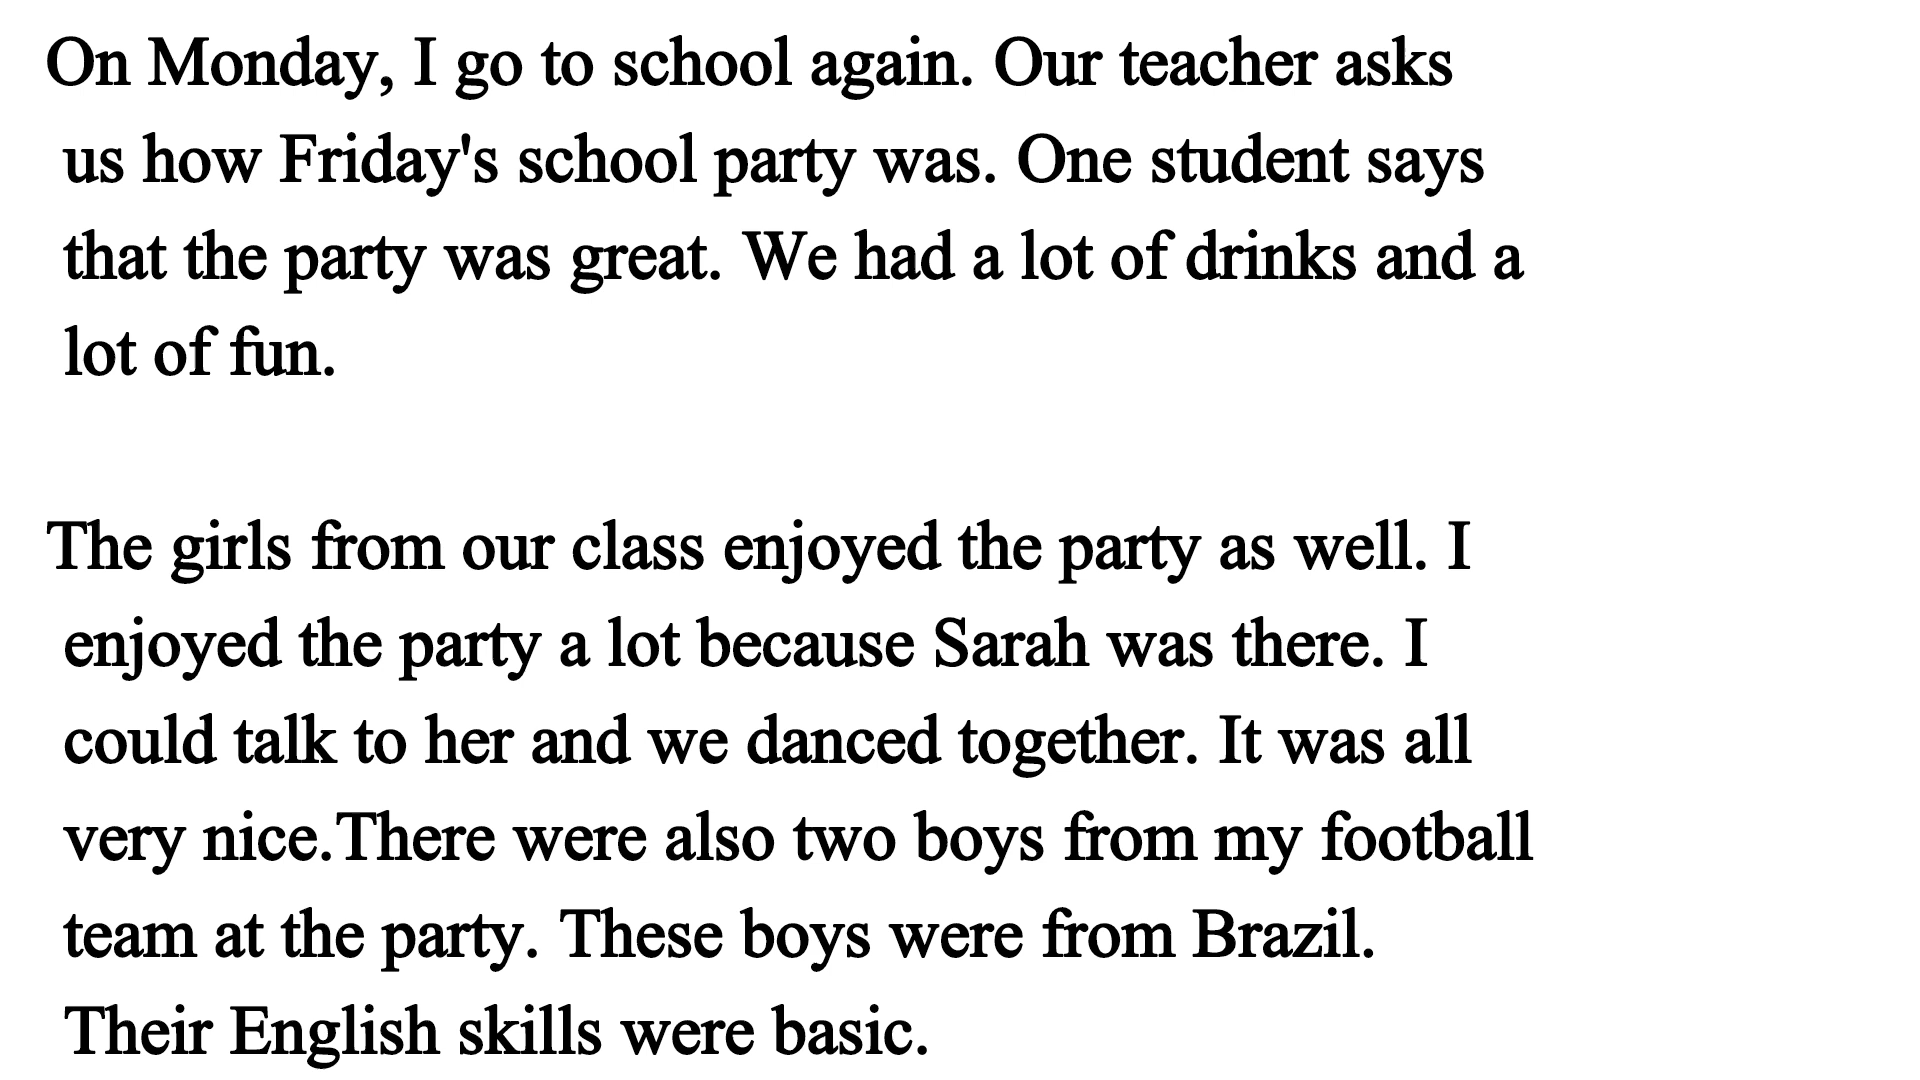 On Monday, I go to school again. Our teacher asks
us how Friday's school party was. One student says
that the party was great. We had a lot of drinks and a
lot of fun.
The girls from our class enjoyed the party as well. I
enjoyed the party a lot because Sarah was there. I
could talk to her and we danced together. It was all
very nice.There were also two boys from my football
team at the party. These boys were from Brazil.
Their English skills were basic.